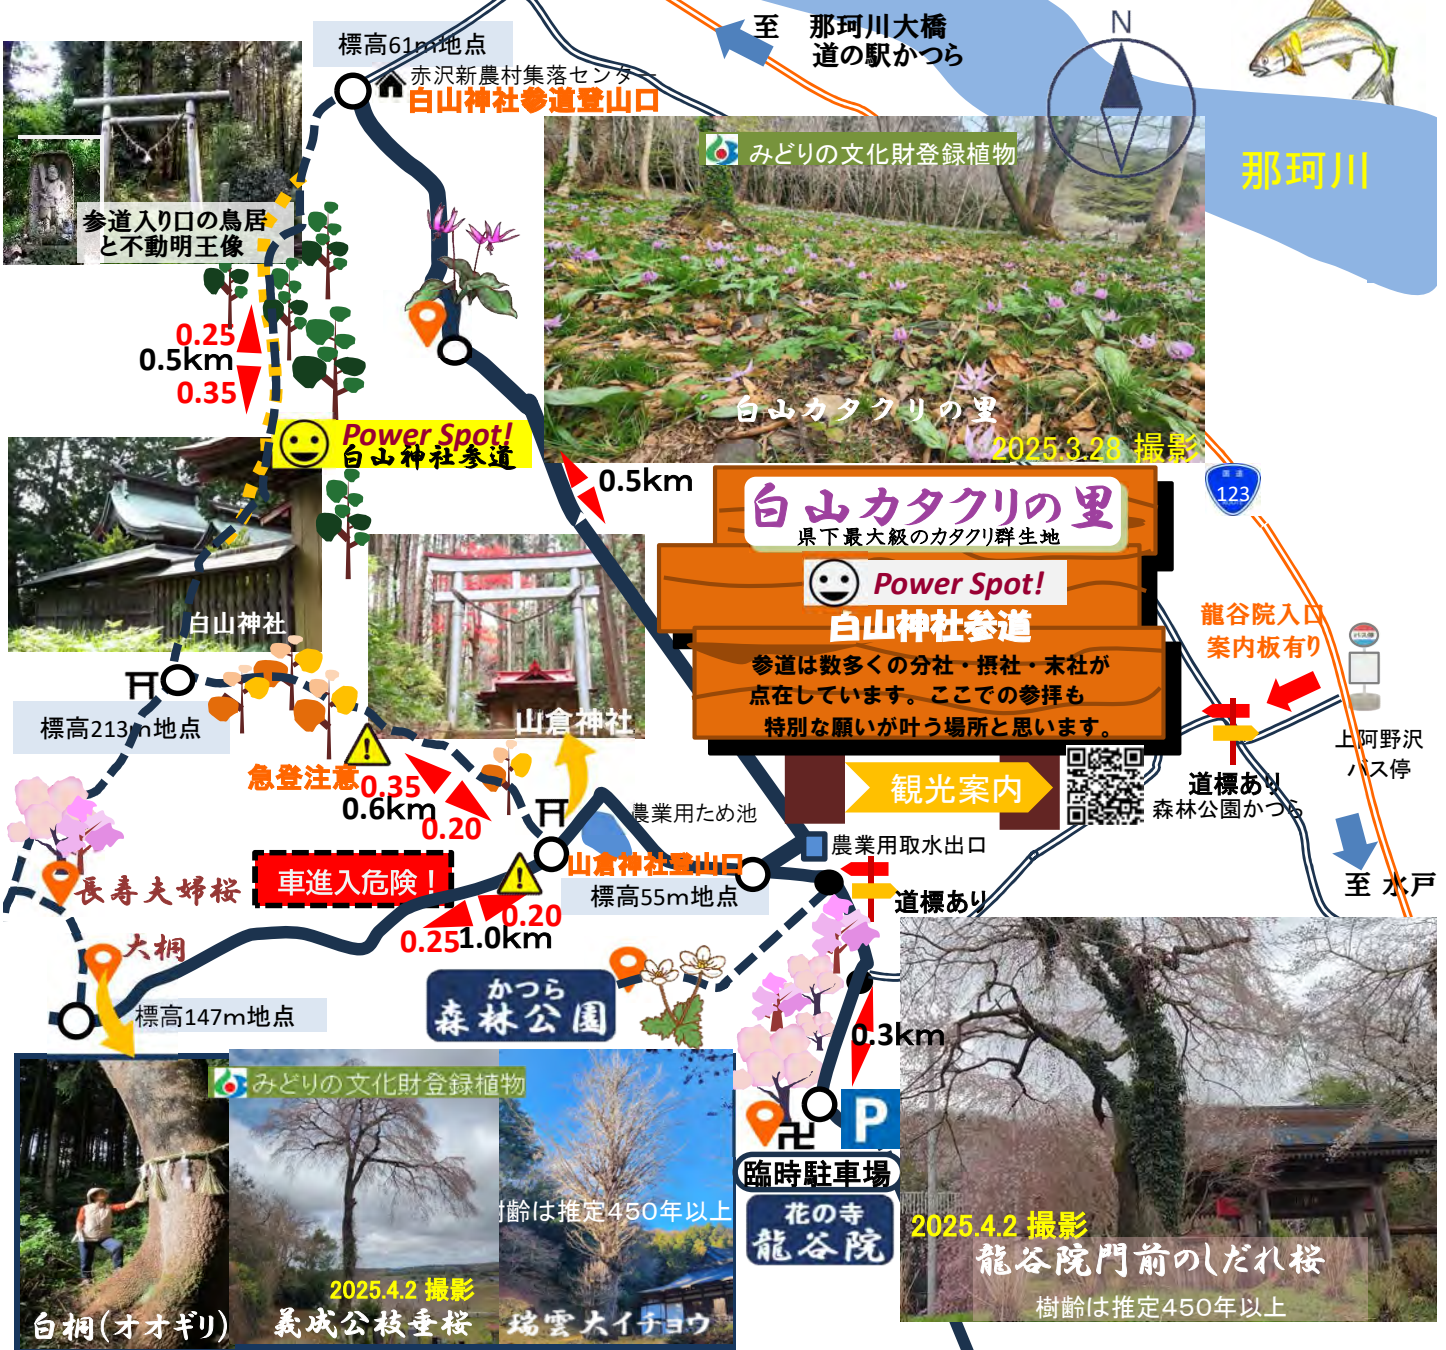 至 那珂川大橋
道の駅かつら
N
標高61m地点
赤沢新農村集落センター
白山神社参道登山口
那珂川
みどりの文化財登録植物
参道入り口の鳥居
と不動明王像
0.25
0.5km
0.35
Power Spot!
白山神社参道
白山カタクリの里
2025.3.28 撮影
0.5km
国道
123
白山カタクリの里
県下最大級のカタクリ群生地
Power Spot!
白山神社参道
参道は数多くの分社・摂社・末社が
点在しています。ここでの参拝も
特別な願いが叶う場所と思います。
龍谷院入口
案内板有り
バス停
白山神社
標高213m地点
山倉神社
上阿野沢
バス停
急登注意
0.35
0.6km
0.20
観光案内
道標あり
森林公園かつら
農業用ため池
農業用取水出口
山倉神社登山口
標高55m地点
至 水戸
長寿夫婦桜
車進入危険!
道標あり
0.20
0.25
1.0km
大桐
かつら
森林公園
標高147m地点
0.3km
みどりの文化財登録植物
P
卍
臨時駐車場
花の寺
龍谷院
齢は推定450年以上
2025.4.2 撮影
白桐(オオギリ)
義成公枝垂桜
瑞雲大イチョウ
2025.4.2 撮影
龍谷院門前のしだれ桜
樹齢は推定450年以上